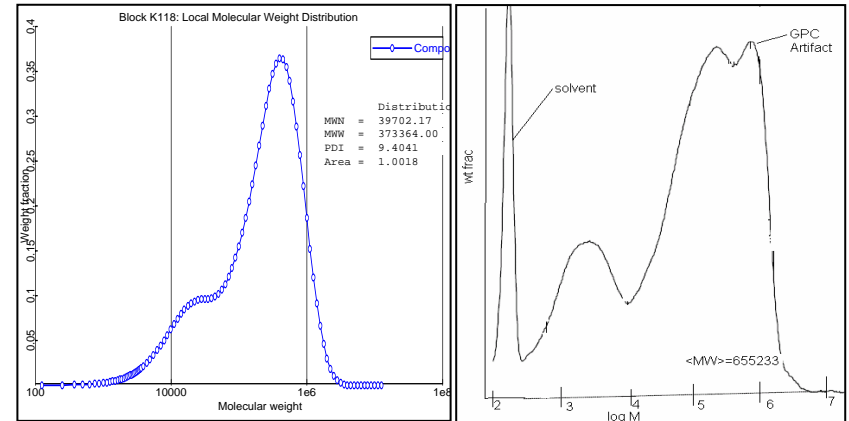 Block K118: Local Molecular Weight Distribution
0.4
0.35
0.3
0.25
0.2
0.15
0.1
0.05
Weight fraction
Compo
Distributio
MWN = 39702.17
MWW = 373364.00
PDI = 9.4041
Area = 1.0018
100
10000
1e+6
1e8
Molecular weight
GPC
Artifact
solvent
wt frac
<MW>=655233
2
3
4
5
6
7
log M